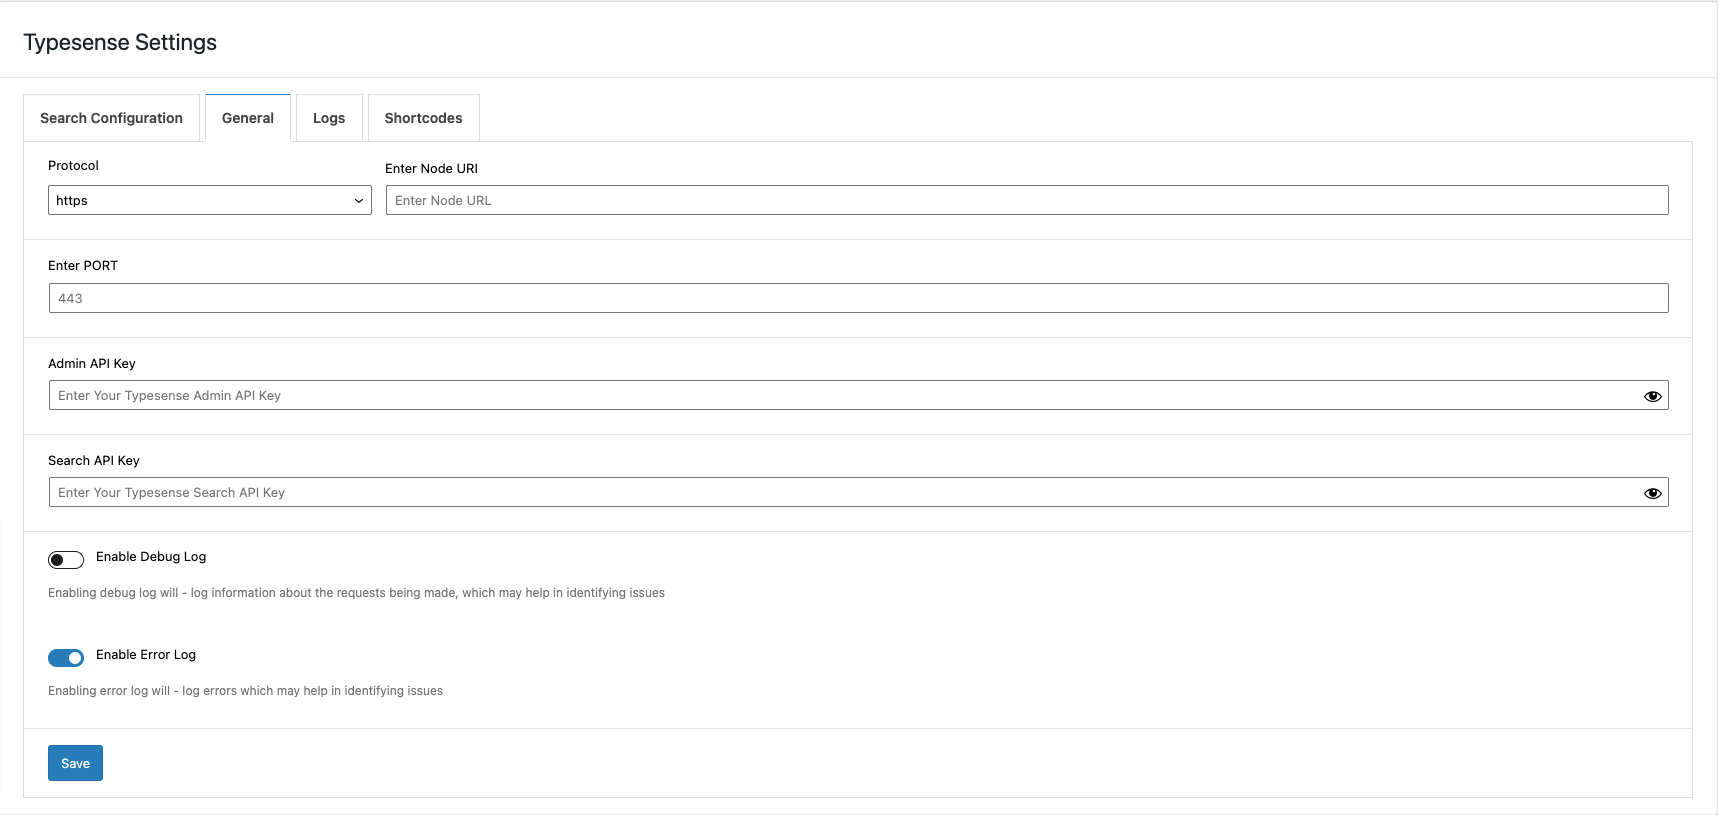 Typesense Settings
Search Configuration
General
Logs
Shortcodes
Protocol
Enter Node URI
https
Enter Node URL
Enter PORT
443
Admin API Key
Enter Your Typesense Admin API Key
Search API Key
Enter Your Typesense Search API Key
Enable Debug Log
Enabling debug log will - log information about the requests being made, which may help in identifying issues
Enable Error Log
Enabling error log will - log errors which may help in identifying issues
Save